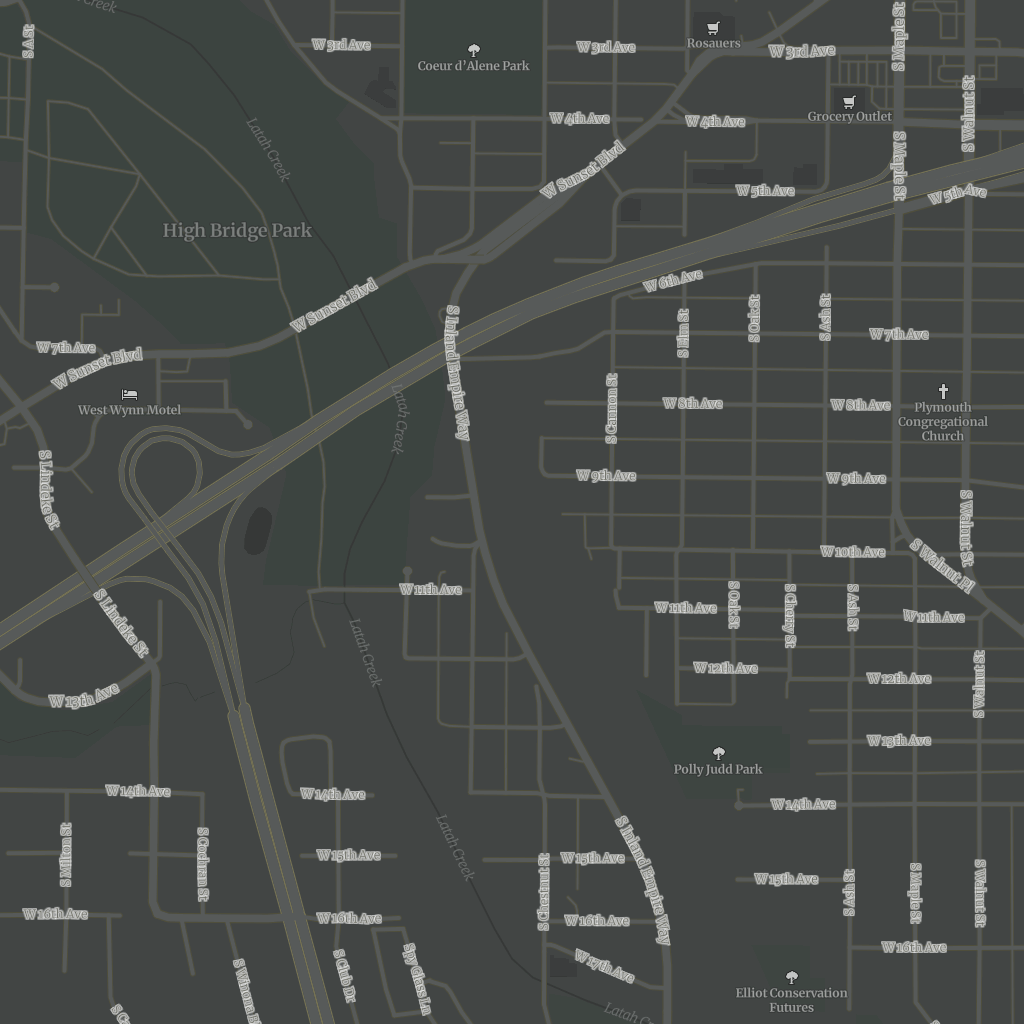 Creek
S A St
W 3rd Ave
Coeur d'Alene Park
W 3rd Ave
Rosauers
W 3rd Ave
S Maple St
Grocery Outlet
S Walnut St
W 4th Ave
W 4th Ave
Latah Creek
W Sunset Blvd
W 5th Ave
S Maple St
W 5th Ave
High Bridge Park
W 6th Ave
W Sunset Blvd
S Inland Empire Way
S Elm St
S Oak St
S Ash St
W 7th Ave
W 7th Ave
W Sunset Blvd
West Wynn Motel
Latah Creek
S Cannon St
W 8th Ave
W 8th Ave
Plymouth
Congregational
Church
S Lindeke St
W 9th Ave
W 9th Ave
S Walnut St
W 10th Ave
S Walnut Pl
S Lindeke St
W 11th Ave
W 11th Ave
S Oak St
S Cherry St
S Ash St
W 11th Ave
Latah Creek
W 12th Ave
W 12th Ave
S Walnut St
W 13th Ave
W 13th Ave
Polly Judd Park
W 14th Ave
W 14th Ave
W 14th Ave
S Milton St
S Cochran St
W 15th Ave
Latah Creek
S Chestnut St
W 15th Ave
S Inland Empire Way
W 15th Ave
S Ash St
S Maple St
S Walnut St
W 16th Ave
W 16th Ave
W 16th Ave
W 16th Ave
W 17th Ave
S Club Dr
Spy Glass Ln
Elliot Conservation
Futures